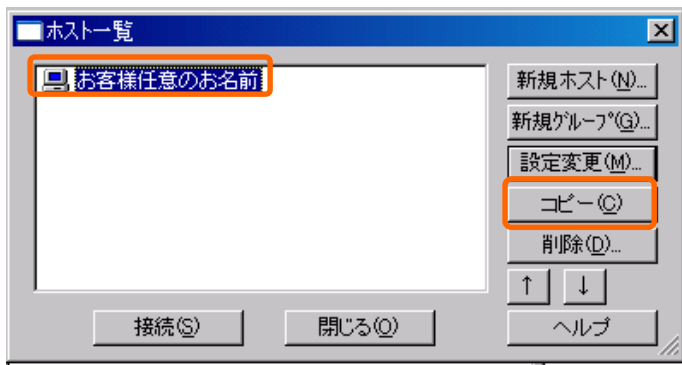 ホスト一覧
お客様任意のお名前
新規ホスト(N)...
新規グループ(G)...
設定変更(M)...
コピー(C)
削除(D)...
↑ ↓
接続(S) 閉じる(O) ヘルプ